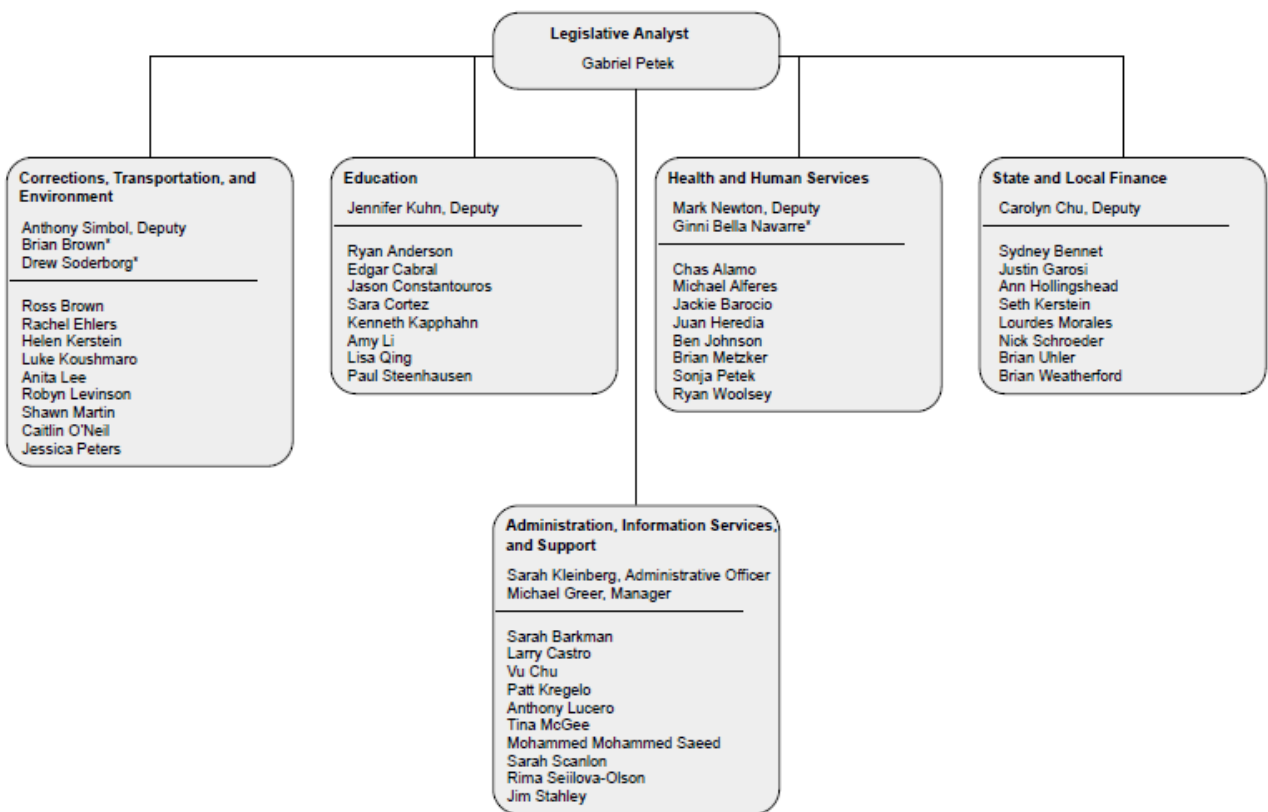 Legislative Analyst
Gabriel Petek
Corrections, Transportation, and
Environment
Anthony Simbol, Deputy
Brian Brown*
Drew Soderborg*
Ross Brown
Rachel Ehlers
Helen Kerstein
Luke Koushmaro
Anita Lee
Robyn Levinson
Shawn Martin
Caitlin O'Neil
Jessica Peters
Education
Jennifer Kuhn, Deputy
Ryan Anderson
Edgar Cabral
Jason Constantouros
Sara Cortez
Kenneth Kapphahn
Amy Li
Lisa Qing
Paul Steenhausen
Health and Human Services
Mark Newton, Deputy
Ginni Bella Navarre*
Chas Alamo
Michael Alferes
Jackie Barocio
Juan Heredia
Ben Johnson
Brian Metzker
Sonja Petek
Ryan Woolsey
State and Local Finance
Carolyn Chu, Deputy
Sydney Bennet
Justin Garosi
Ann Hollingshead
Seth Kerstein
Lourdes Morales
Nick Schroeder
Brian Uhler
Brian Weatherford
Administration, Information Services,
and Support
Sarah Kleinberg, Administrative Officer
Michael Greer, Manager
Sarah Barkman
Larry Castro
Vu Chu
Patt Kregelo
Anthony Lucero
Tina McGee
Mohammed Mohammed Saeed
Sarah Scanlon
Rima Seiilova-Olson
Jim Stahley